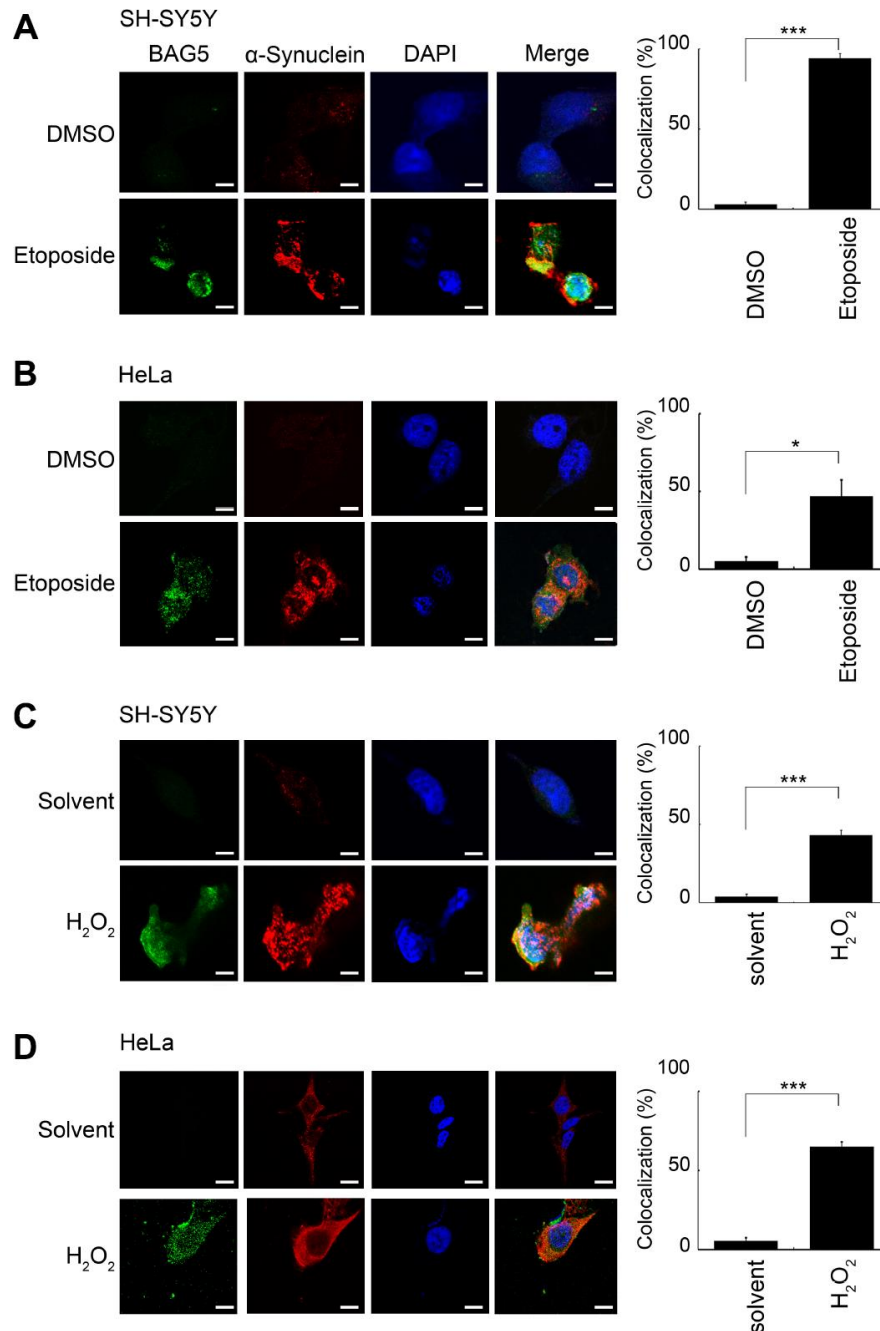 A
SH-SY5Y
BAG5 α-Synuclein DAPI Merge
DMSO
Etoposide
Colocalization (%)
100
50
0
***
DMSO
Etoposide
B
HeLa
DMSO
Etoposide
Colocalization (%)
100
50
0
*
DMSO
Etoposide
C
SH-SY5Y
Solvent
H₂O₂
Colocalization (%)
100
50
0
***
solvent
H₂O₂
D
HeLa
Solvent
H₂O₂
Colocalization (%)
100
50
0
***
solvent
H₂O₂